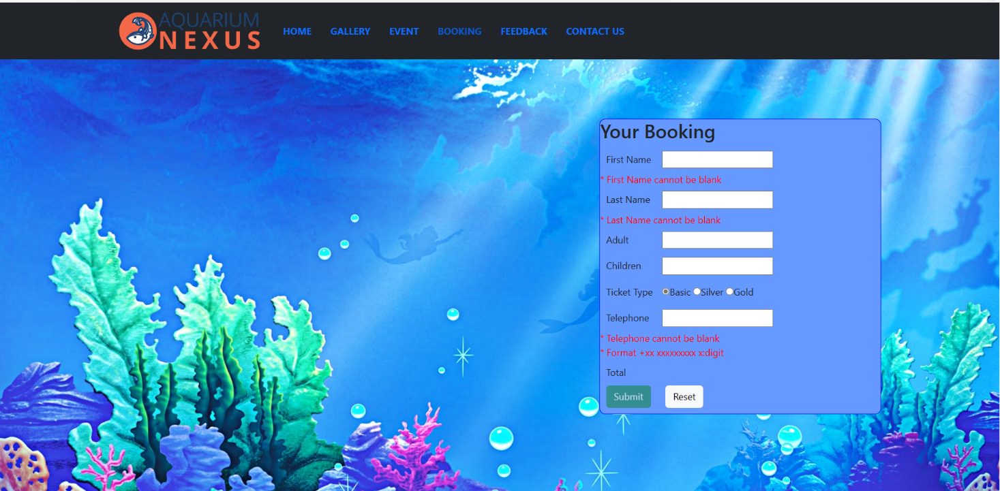 AQUARIUM
NEXUS
HOME GALLERY EVENT BOOKING FEEDBACK CONTACT US
Your Booking
First Name
* First Name cannot be blank
Last Name
* Last Name cannot be blank
Adult
Children
Ticket Type Basic Silver Gold
Telephone
* Telephone cannot be blank
* Format +xx xxxxxxxxx x:digit
Total
Submit Reset